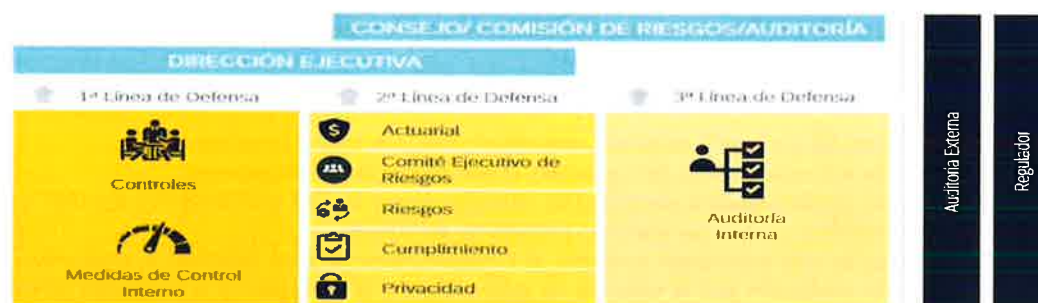 CONSEJO/ COMISIÓN DE RIESGOS/AUDITORÍA
DIRECCIÓN EJECUTIVA
1ª Línea de Defensa
2ª Línea de Defensa
3ª Línea de Defensa
Controles
Medidas de Control
Interno
Actuarial
Comité Ejecutivo de
Riesgos
Riesgos
Cumplimiento
Privacidad
Auditoría
Interna
Auditoria Externa
Regulador